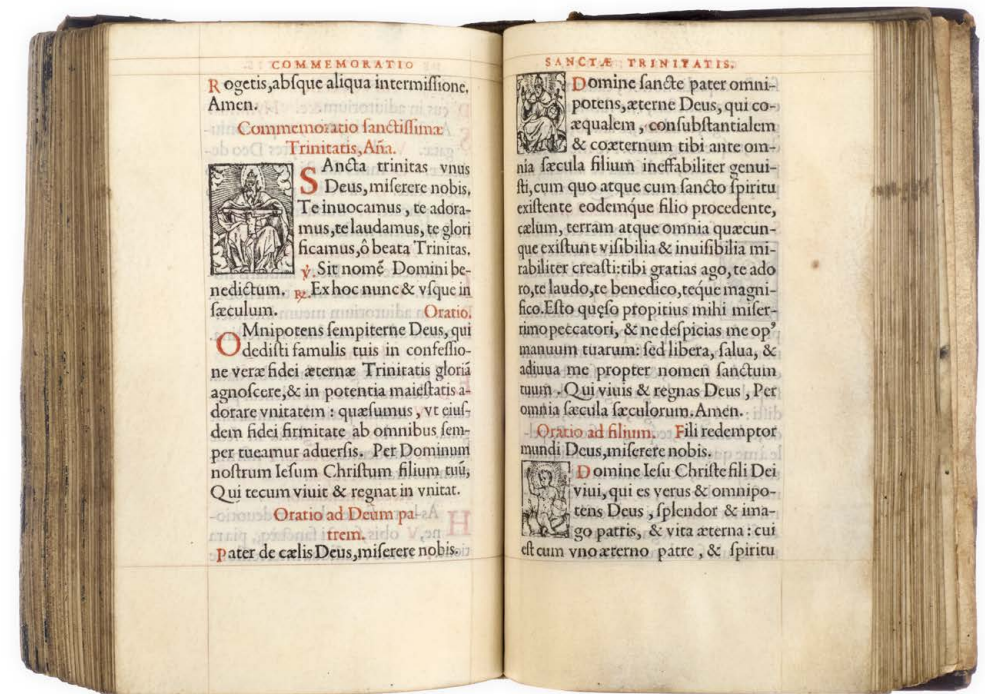 COMMEMORATIO
Rogetis,abſque aliqua intermiſſione.
Amen.
Commemoratio ſanctiſſimæ
Trinitatis, Aña.
SAncta trinitas vnus
Deus, miſerere nobis.
Te inuocamus, te adora-
mus, te laudamus, te glori
ficamus, ô beata Trinitas.
℣. Sit nomẽ Domini be-
nedictum. ℟. Ex hoc nunc & vſque in
ſæculum. Oratio.
OMnipotens ſempiterne Deus, qui
dediſti famulis tuis in confeſſio-
ne veræ fidei æternæ Trinitatis gloriã
agnoſcere, & in potentia maieſtatis a-
dorare vnitatem : quæſumus, vt eiuſ-
dem fidei firmitate ab omnibus ſem-
per tueamur aduerſis. Per Dominum
noſtrum Ieſum Chriſtum filium tuũ,
Qui tecum viuit & regnat in vnitat.
Oratio ad Deum pa-
trem.
Pater de cælis Deus, miſerere nobis.
SANCTÆ TRINITATIS.
Domine ſancte pater omni-
potens, æterne Deus, qui co-
æqualem, conſubſtantialem
& coæternum tibi ante om-
nia ſæcula filium ineffabiliter genui-
ſti, cum quo atque cum ſancto ſpiritu
exiſtente eodemq́ue filio procedente,
cælum, terram atque omnia quæcun-
que exiſtunt viſibilia & inuiſibilia mi-
rabiliter creaſti: tibi gratias ago, te ado
ro, te laudo, te benedico, teque magni-
fico. Eſto quęſo propitius mihi miſer-
rimo peccatori, & ne deſpicias me op'
manuum tuarum: ſed libera, ſalua, &
adiuua me propter nomen ſanctum
tuum. Qui viuis & regnas Deus, Per
omnia ſæcula ſæculorum. Amen.
Oratio ad filium. Fili redemptor
mundi Deus, miſerere nobis.
Domine Ieſu Chriſte fili Dei
viui, qui es verus & omnipo-
tens Deus, ſplendor & ima-
go patris, & vita æterna : cui
eſt cum vno æterno patre, & ſpiritu